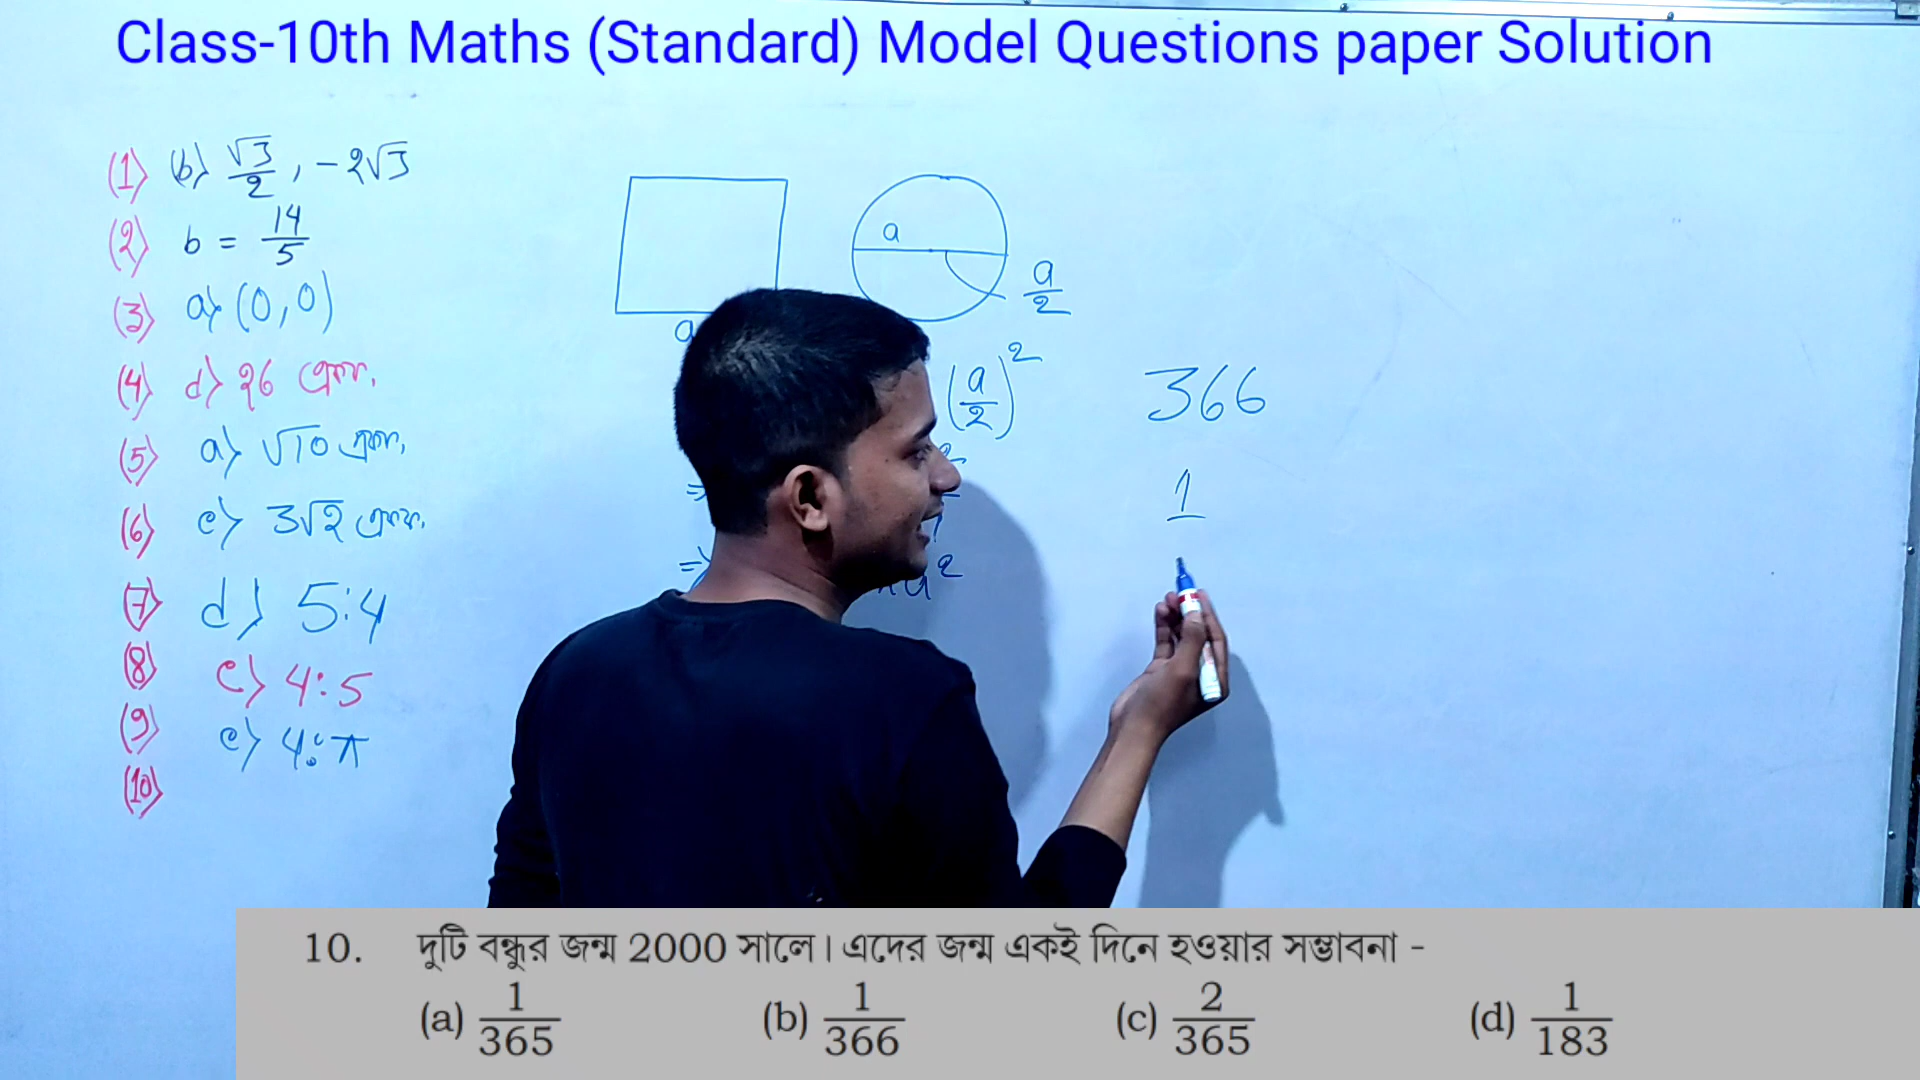 Class-10th Maths (Standard) Model Questions paper Solution
(1) (b) √3/2 , -2√3
(2) b = 14/5
(3) a) (0,0)
(4) d) 26
(5) a) √10
(6) c) 3√2
(7) d) 5:4
(8) c) 4:5
(9) c) 4:π
(10)
a
a
a/2
(a/2)²
=>
=>
366
1
10. দুটি বন্ধুর জন্ম 2000 সালে। এদের জন্ম একই দিনে হওয়ার সম্ভাবনা -
(a) 1/365 (b) 1/366 (c) 2/365 (d) 1/183